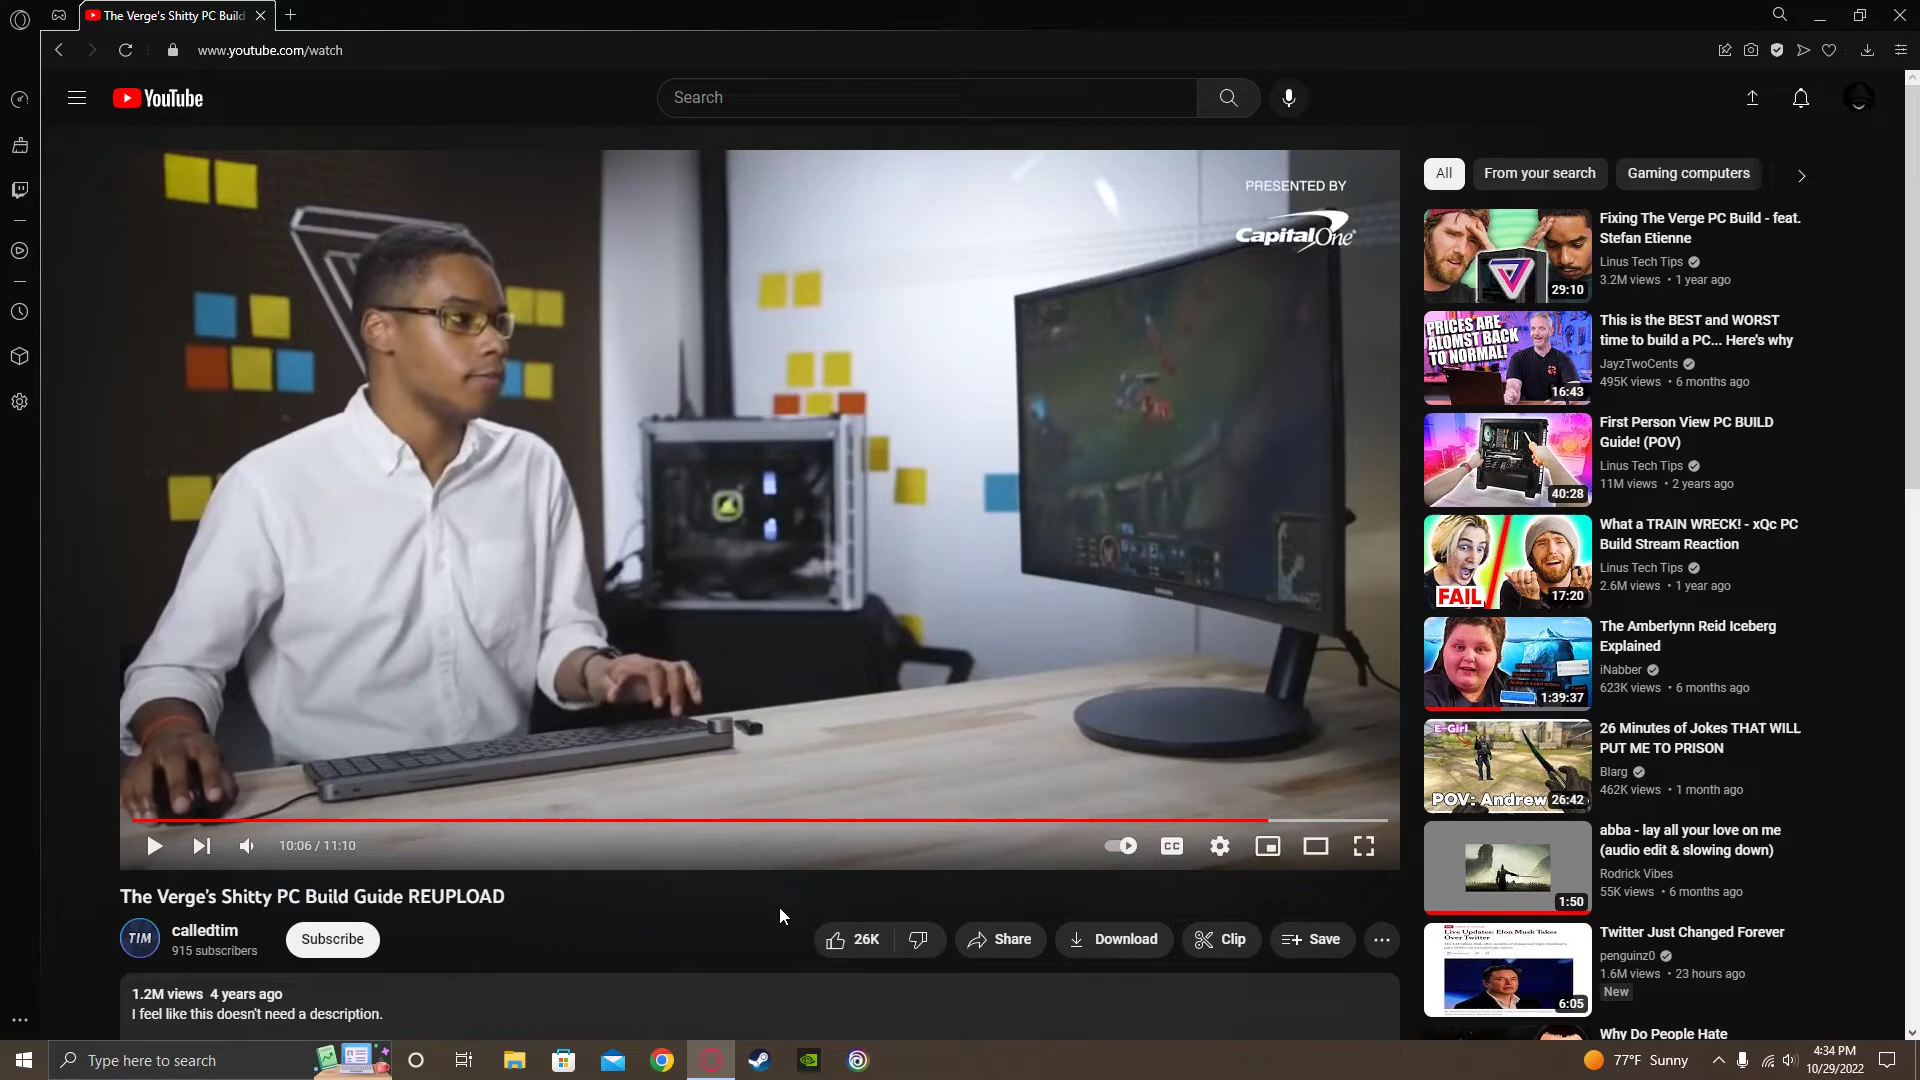 The Verge's Shitty PC Build
www.youtube.com/watch
YouTube
Search
PRESENTED BY
CapitalOne
10:06 / 11:10
CC
The Verge's Shitty PC Build Guide REUPLOAD
TIM
calledtim
915 subscribers
Subscribe
26K
Share
Download
Clip
Save
1.2M views 4 years ago
I feel like this doesn't need a description.
All
From your search
Gaming computers
29:10
Fixing The Verge PC Build - feat.
Stefan Etienne
Linus Tech Tips
3.2M views • 1 year ago
PRICES ARE
ALOMST BACK
TO NORMAL!
16:43
This is the BEST and WORST
time to build a PC... Here's why
JayzTwoCents
495K views • 6 months ago
40:28
First Person View PC BUILD
Guide! (POV)
Linus Tech Tips
11M views • 2 years ago
FAIL
17:20
What a TRAIN WRECK! - xQc PC
Build Stream Reaction
Linus Tech Tips
2.6M views • 1 year ago
1:39:37
The Amberlynn Reid Iceberg
Explained
iNabber
623K views • 6 months ago
E-Girl
POV: Andrew
26:42
26 Minutes of Jokes THAT WILL
PUT ME TO PRISON
Blarg
462K views • 1 month ago
1:50
abba - lay all your love on me
(audio edit & slowing down)
Rodrick Vibes
55K views • 6 months ago
Live Updates: Elon Musk Takes
Over Twitter
6:05
Twitter Just Changed Forever
penguinz0
1.6M views • 23 hours ago
New
Why Do People Hate
Type here to search
77°F Sunny
4:34 PM
10/29/2022